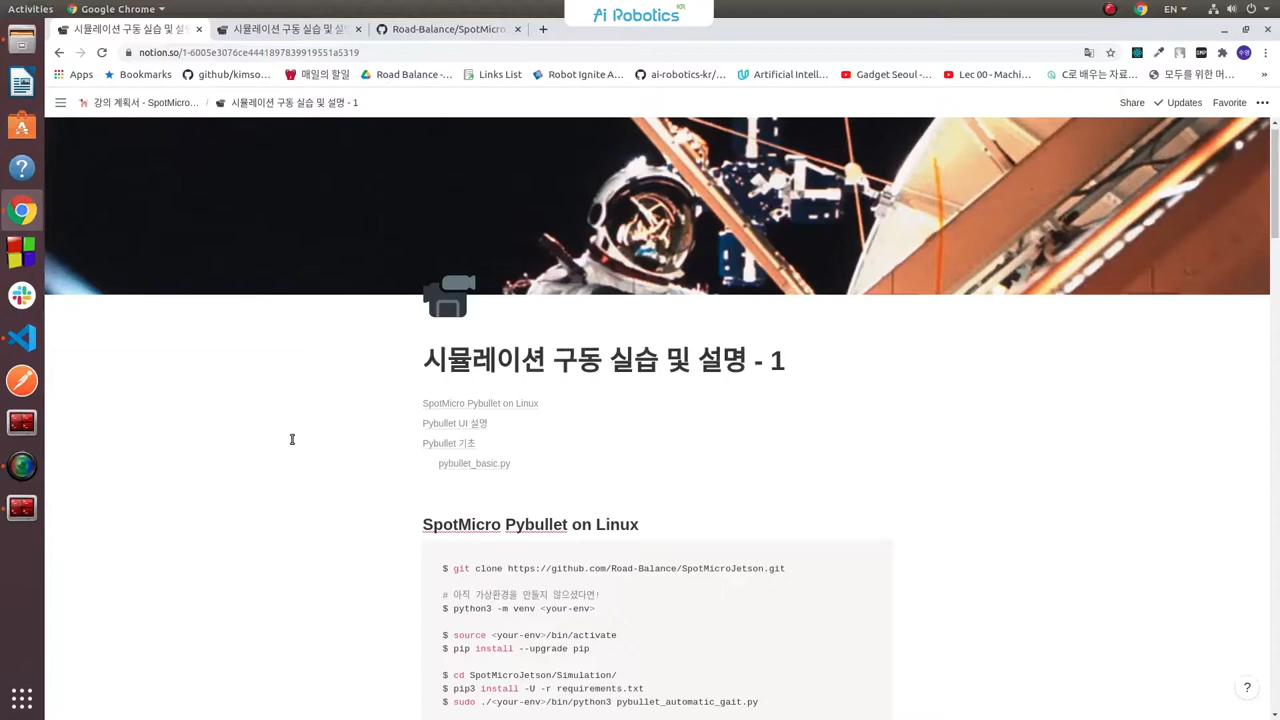 Activities Google Chrome EN
Ai Robotics KR
시뮬레이션 구동 실습 및 설명
시뮬레이션 구동 실습 및 설명
Road-Balance/SpotMicro
notion.so/1-6005e3076ce444189783991955​1a5319
Apps Bookmarks github/kimso... 매일의 할일 Road Balance -... Links List Robot Ignite A... ai-robotics-kr/... Artificial Intell... Gadget Seoul -... Lec 00 - Machi... C로 배우는 자료... 모두를 위한 머... »
강의 계획서 - SpotMicro... / 시뮬레이션 구동 실습 및 설명 - 1 Share Updates Favorite •••
시뮬레이션 구동 실습 및 설명 - 1
SpotMicro Pybullet on Linux
Pybullet UI 설명
Pybullet 기초
pybullet_basic.py
SpotMicro Pybullet on Linux
$ git clone https://github.com/Road-Balance/SpotMicroJetson.git
# 아직 가상환경을 만들지 않으셨다면!
$ python3 -m venv <your-env>
$ source <your-env>/bin/activate
$ pip install --upgrade pip
$ cd SpotMicroJetson/Simulation/
$ pip3 install -U -r requirements.txt
$ sudo ./<your-env>/bin/python3 pybullet_automatic_gait.py
?